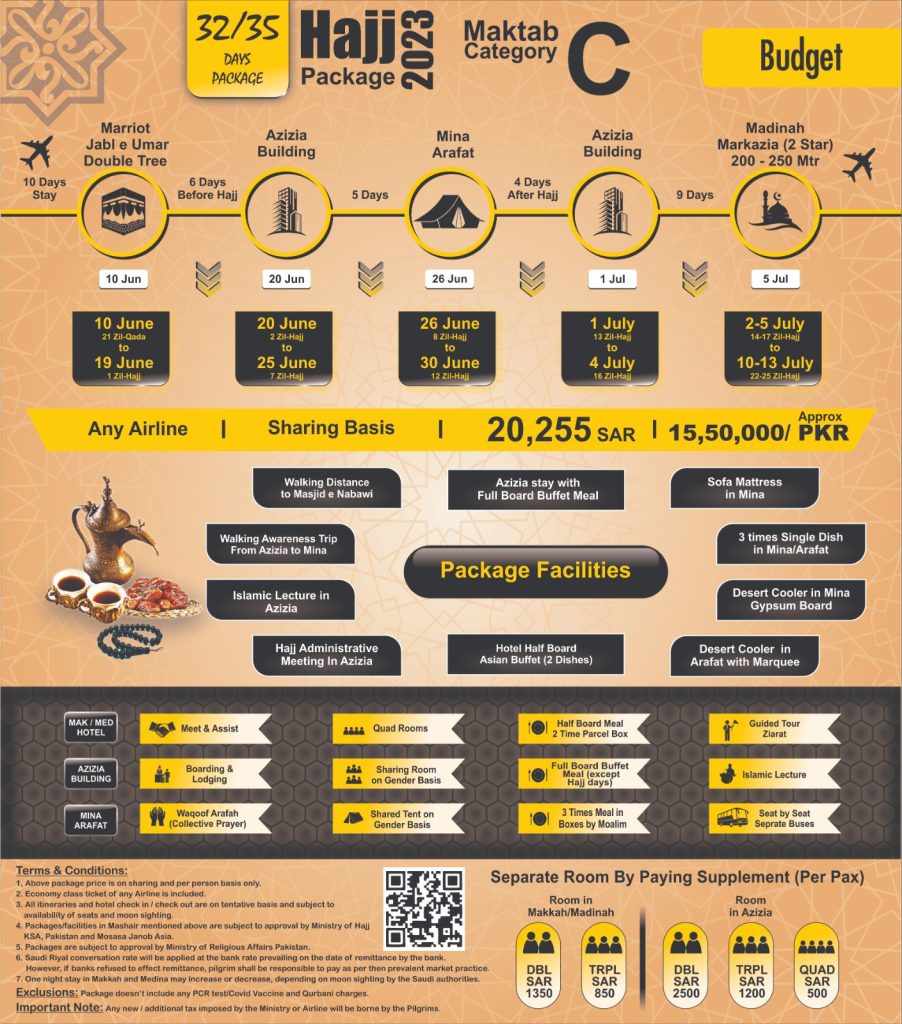 32/35
DAYS
PACKAGE
Hajj
Package
2023
Maktab
Category
C
Budget
Marriot
Jabl e Umar
Double Tree
Azizia
Building
Mina
Arafat
Azizia
Building
Madinah
Markazia (2 Star)
200 - 250 Mtr
10 Days
Stay
6 Days
Before Hajj
5 Days
4 Days
After Hajj
9 Days
10 Jun
20 Jun
26 Jun
1 Jul
5 Jul
10 June
21 Zil-Qada
to
19 June
1 Zil-Hajj
20 June
2 Zil-Hajj
to
25 June
7 Zil-Hajj
26 June
8 Zil-Hajj
to
30 June
12 Zil-Hajj
1 July
13 Zil-Hajj
to
4 July
16 Zil-Hajj
2-5 July
14-17 Zil-Hajj
to
10-13 July
22-25 Zil-Hajj
Any Airline | Sharing Basis | 20,255 SAR | 15,50,000/ Approx PKR
Walking Distance
to Masjid e Nabawi
Azizia stay with
Full Board Buffet Meal
Sofa Mattress
in Mina
Walking Awareness Trip
From Azizia to Mina
3 times Single Dish
in Mina/Arafat
Package Facilities
Islamic Lecture in
Azizia
Desert Cooler in Mina
Gypsum Board
Hajj Administrative
Meeting In Azizia
Hotel Half Board
Asian Buffet (2 Dishes)
Desert Cooler in
Arafat with Marquee
MAK / MED
HOTEL
Meet & Assist
Quad Rooms
Half Board Meal
2 Time Parcel Box
Guided Tour
Ziarat
AZIZIA
BUILDING
Boarding &
Lodging
Sharing Room
on Gender Basis
Full Board Buffet
Meal (except
Hajj days)
Islamic Lecture
MINA
ARAFAT
Waqoof Arafah
(Collective Prayer)
Shared Tent on
Gender Basis
3 Times Meal in
Boxes by Moalim
Seat by Seat
Seprate Buses
Terms & Conditions:
1, Above package price is on sharing and per person basis only.
2. Economy class ticket of any Airline is included.
3. All itineraries and hotel check in / check out are on tentative basis and subject to
availability of seats and moon sighting.
4. Packages/facilities in Mashair mentioned above are subject to approval by Ministry of Hajj
KSA, Pakistan and Mosasa Janob Asia.
5. Packages are subject to approval by Ministry of Religious Affairs Pakistan.
6. Saudi Riyal conversation rate will be applied at the bank rate prevailing on the date of remittance by the bank.
However, if banks refused to effect remittance, pilgrim shall be responsible to pay as per then prevalent market practice.
7. One night stay in Makkah and Medina may increase or decrease, depending on moon sighting by the Saudi authorities.
Exclusions: Package doesn't include any PCR test/Covid Vaccine and Qurbani charges.
Important Note: Any new / additional tax imposed by the Ministry or Airline will be borne by the Pilgrims.
Separate Room By Paying Supplement (Per Pax)
Room in
Makkah/Madinah
Room
in Azizia
DBL
SAR
1350
TRPL
SAR
850
DBL
SAR
2500
TRPL
SAR
1200
QUAD
SAR
500